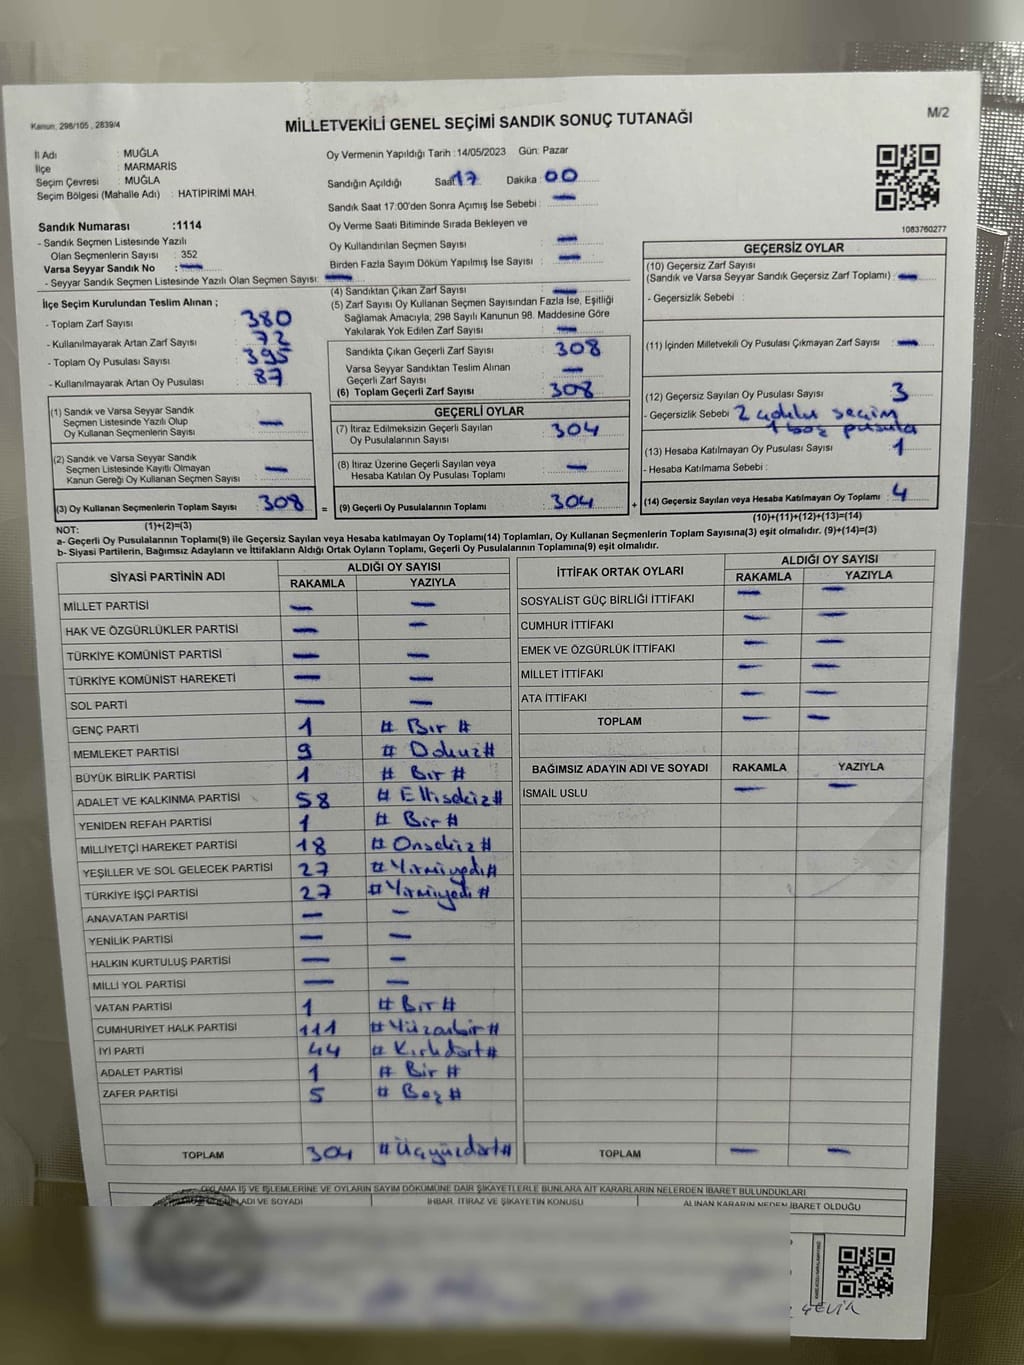 Kanun, 298/105 , 2839/4
MİLLETVEKİLİ GENEL SEÇİMİ SANDIK SONUÇ TUTANAĞI
M/2
İl Adı : MUĞLA
İlçe : MARMARİS
Seçim Çevresi : MUĞLA
Seçim Bölgesi (Mahalle Adı) : HATIPIRIMI MAH.
Oy Vermenin Yapıldığı Tarih :14/05/2023 Gün: Pazar
Sandığın Açıldığı Saat 17 Dakika : 00
Sandık Saat 17:00'den Sonra Açımış İse Sebebi : —
Oy Verme Saati Bitiminde Sırada Bekleyen ve
Oy Kullandırılan Seçmen Sayısı —
Birden Fazla Sayım Döküm Yapılmış İse Sayısı —
1083760277
Sandık Numarası :1114
- Sandık Seçmen Listesinde Yazılı
Olan Seçmenlerin Sayısı : 352
Varsa Seyyar Sandık No : —
- Seyyar Sandık Seçmen Listesinde Yazılı Olan Seçmen Sayısı: —
İlçe Seçim Kurulundan Teslim Alınan ;
- Toplam Zarf Sayısı : 380
- Kullanılmayarak Artan Zarf Sayısı : 72
- Toplam Oy Pusulası Sayısı : 395
- Kullanılmayarak Artan Oy Pusulası : 87
(4) Sandıktan Çıkan Zarf Sayısı —
(5) Zarf Sayısı Oy Kullanan Seçmen Sayısından Fazla İse, Eşitliği
Sağlamak Amacıyla, 298 Sayılı Kanunun 98. Maddesine Göre
Yakılarak Yok Edilen Zarf Sayısı —
Sandıkta Çıkan Geçerli Zarf Sayısı 308
Varsa Seyyar Sandıktan Teslim Alınan
Geçerli Zarf Sayısı —
(6) Toplam Geçerli Zarf Sayısı 308
GEÇERSİZ OYLAR
(10) Geçersiz Zarf Sayısı
(Sandık ve Varsa Seyyar Sandık Geçersiz Zarf Toplamı) : —
- Geçersizlik Sebebi :
(11) İçinden Milletvekili Oy Pusulası Çıkmayan Zarf Sayısı : —
(12) Geçersiz Sayılan Oy Pusulası Sayısı 3
- Geçersizlik Sebebi : 2 çoklu seçim
1 boş pusula
(13) Hesaba Katılmayan Oy Pusulası Sayısı : 1
- Hesaba Katılmama Sebebi :
(14) Geçersiz Sayılan veya Hesaba Katılmayan Oy Toplamı : 4
(10)+(11)+(12)+(13)=(14)
(1) Sandık ve Varsa Seyyar Sandık
Seçmen Listesinde Yazılı Olup
Oy Kullanan Seçmenlerin Sayısı —
(2) Sandık ve Varsa Seyyar Sandık
Seçmen Listesinde Kayıtlı Olmayan
Kanun Gereği Oy Kullanan Seçmen Sayısı —
(3) Oy Kullanan Seçmenlerin Toplam Sayısı 308
(1)+(2)=(3)
=
GEÇERLİ OYLAR
(7) İtiraz Edilmeksizin Geçerli Sayılan
Oy Pusulalarının Sayısı 304
(8) İtiraz Üzerine Geçerli Sayılan veya
Hesaba Katılan Oy Pusulası Toplamı —
(9) Geçerli Oy Pusulalarının Toplamı 304
+
NOT:
a- Geçerli Oy Pusulalarının Toplamı(9) ile Geçersiz Sayılan veya Hesaba Katılmayan Oy Toplamı(14) Toplamları, Oy Kullanan Seçmenlerin Toplam Sayısına(3) eşit olmalıdır. (9)+(14)=(3)
b- Siyasi Partilerin, Bağımsız Adayların ve İttifakların Aldığı Ortak Oyların Toplamı, Geçerli Oy Pusulalarının Toplamına(9) eşit olmalıdır.
SİYASİ PARTİNİN ADI ALDIĞI OY SAYISI
RAKAMLA YAZIYLA
MİLLET PARTİSİ — —
HAK VE ÖZGÜRLÜKLER PARTİSİ — —
TÜRKİYE KOMÜNİST PARTİSİ — —
TÜRKİYE KOMÜNİST HAREKETİ — —
SOL PARTİ — —
GENÇ PARTİ 1 # Bir #
MEMLEKET PARTİSİ 9 # Dokuz #
BÜYÜK BİRLİK PARTİSİ 1 # Bir #
ADALET VE KALKINMA PARTİSİ 58 # Ellisekiz #
YENİDEN REFAH PARTİSİ 1 # Bir #
MİLLİYETÇİ HAREKET PARTİSİ 18 # Onsekiz #
YEŞİLLER VE SOL GELECEK PARTİSİ 27 # Yirmiyedi #
TÜRKİYE İŞÇİ PARTİSİ 27 # Yirmiyedi #
ANAVATAN PARTİSİ — —
YENİLİK PARTİSİ — —
HALKIN KURTULUŞ PARTİSİ — —
MİLLİ YOL PARTİSİ — —
VATAN PARTİSİ 1 # Bir #
CUMHURİYET HALK PARTİSİ 111 # Yüzonbir #
İYİ PARTİ 44 # Kırkdört #
ADALET PARTİSİ 1 # Bir #
ZAFER PARTİSİ 5 # Beş #
TOPLAM 304 # Üçyüzdört #
İTTİFAK ORTAK OYLARI ALDIĞI OY SAYISI
RAKAMLA YAZIYLA
SOSYALİST GÜÇ BİRLİĞİ İTTİFAKI — —
CUMHUR İTTİFAKI — —
EMEK VE ÖZGÜRLÜK İTTİFAKI — —
MİLLET İTTİFAKI — —
ATA İTTİFAKI — —
TOPLAM — —
BAĞIMSIZ ADAYIN ADI VE SOYADI RAKAMLA YAZIYLA
İSMAİL USLU — —
TOPLAM — —
OYLAMA İŞ VE İŞLEMLERİNE VE OYLARIN SAYIM DÖKÜMÜNE DAİR ŞİKAYETLERLE BUNLARA AİT KARARLARIN NELERDEN İBARET BULUNDUKLARI
ADI VE SOYADI İHBAR, İTİRAZ VE ŞİKAYETİN KONUSU ALINAN KARARIN NEDEN İBARET OLDUĞU